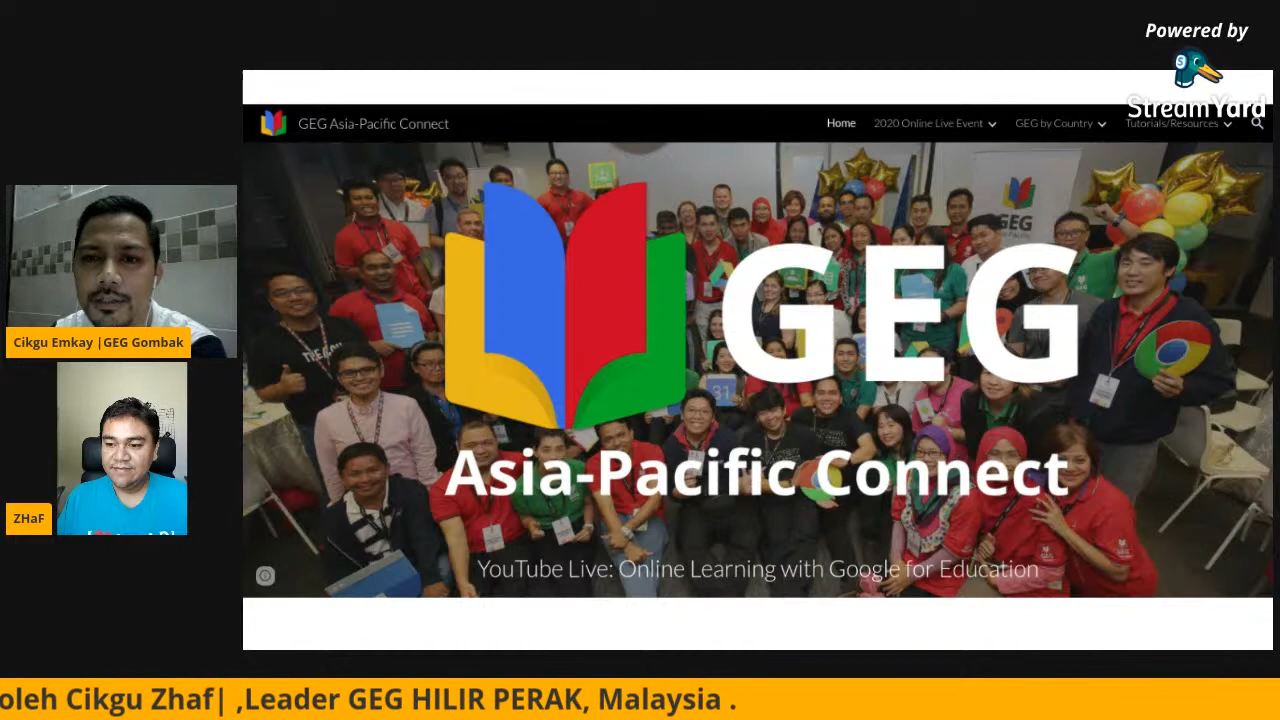 Powered by
StreamYard
GEG Asia-Pacific Connect
Home
2020 Online Live Event
GEG by Country
Tutorials/Resources
GEG
GEG
Asia-Pacific Connect
YouTube Live: Online Learning with Google for Education
31
Cikgu Emkay |GEG Gombak
ZHaF
oleh Cikgu Zhaf| ,Leader GEG HILIR PERAK, Malaysia .